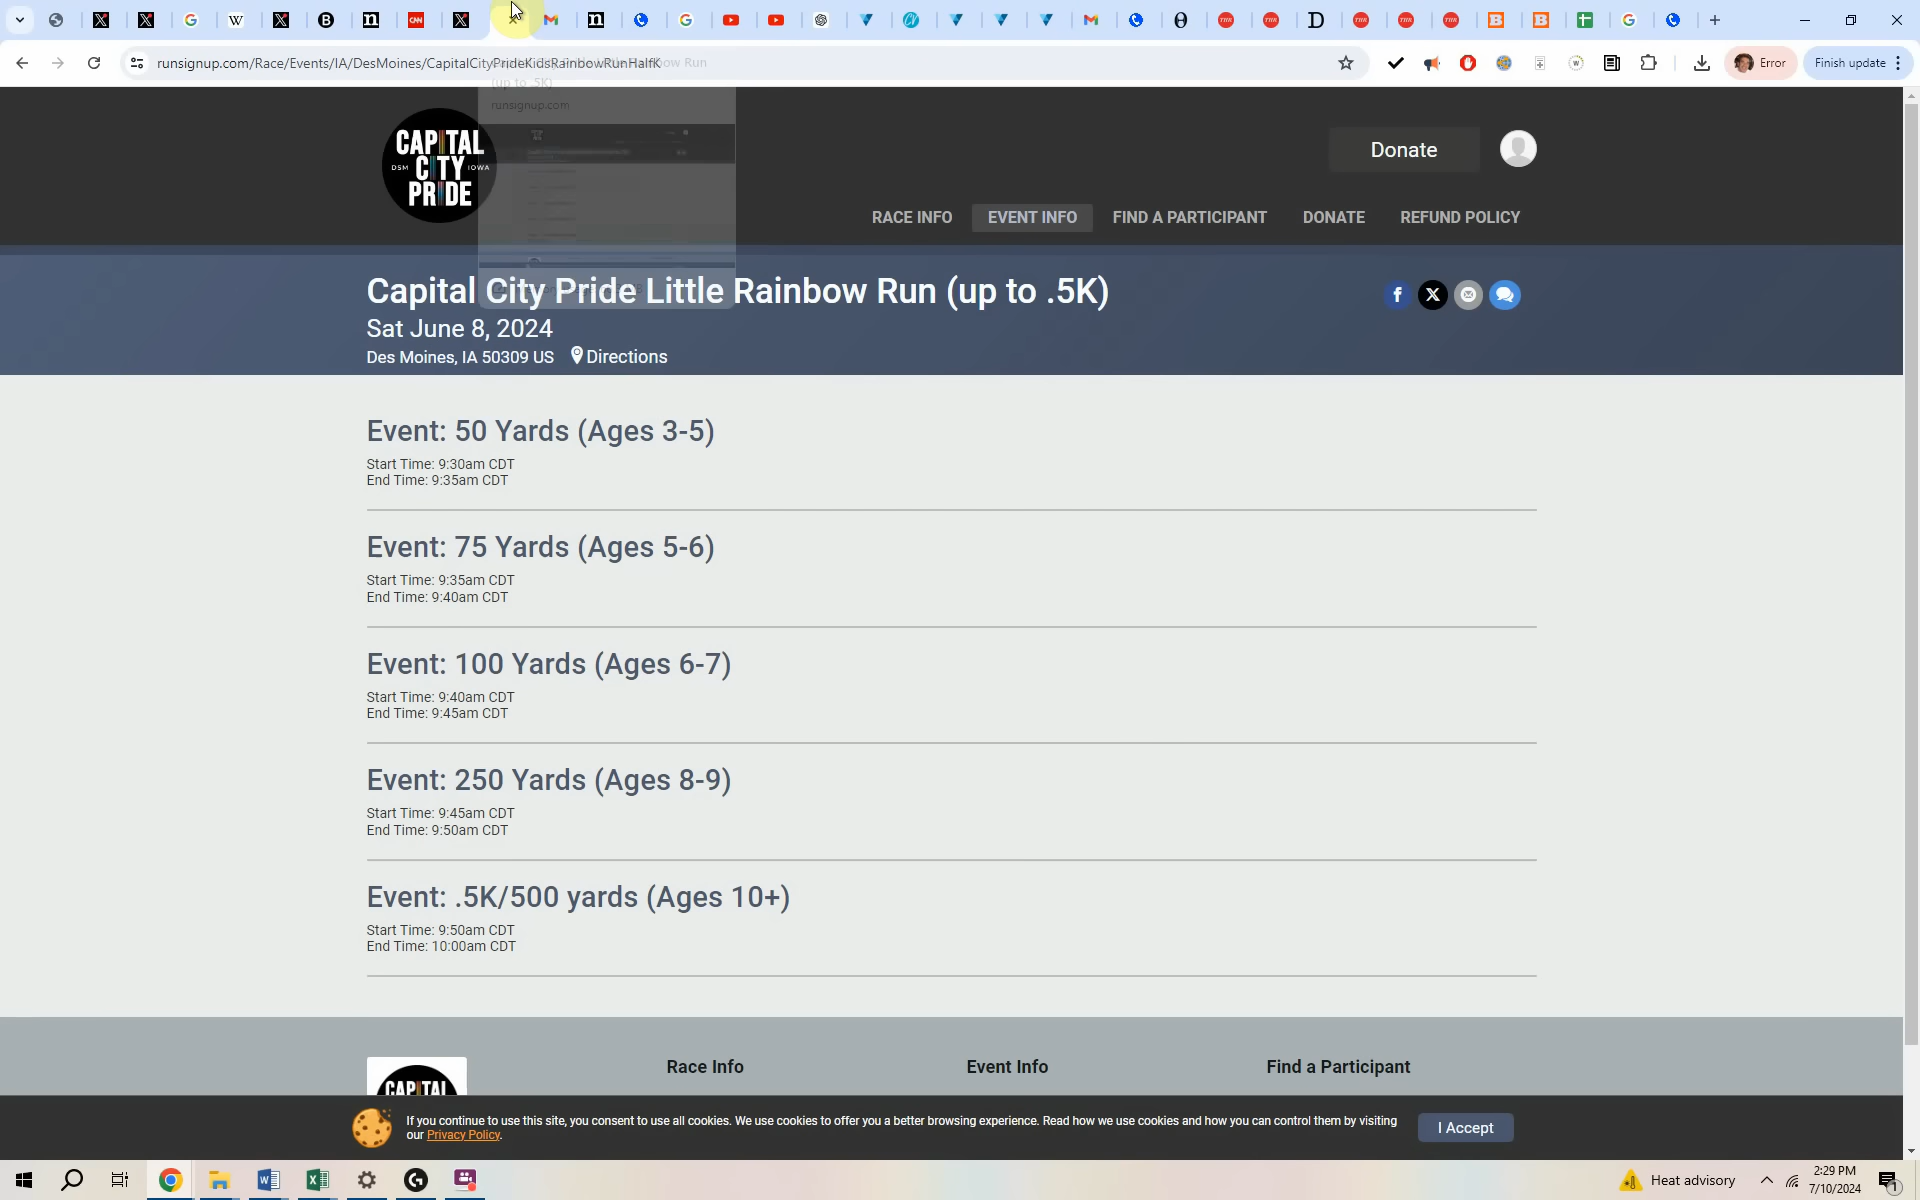 runsignup.com/Race/Events/IA/DesMoines/CapitalCityPrideKidsRainbowRunHalfK
Error
Finish update
Run
(up to .5K)
runsignup.com
CAPITAL
DSM CITY IOWA
PRIDE
Donate
RACE INFO EVENT INFO FIND A PARTICIPANT DONATE REFUND POLICY
Capital City Pride Little Rainbow Run (up to .5K)
Sat June 8, 2024
Des Moines, IA 50309 US Directions
Event: 50 Yards (Ages 3-5)
Start Time: 9:30am CDT
End Time: 9:35am CDT
Event: 75 Yards (Ages 5-6)
Start Time: 9:35am CDT
End Time: 9:40am CDT
Event: 100 Yards (Ages 6-7)
Start Time: 9:40am CDT
End Time: 9:45am CDT
Event: 250 Yards (Ages 8-9)
Start Time: 9:45am CDT
End Time: 9:50am CDT
Event: .5K/500 yards (Ages 10+)
Start Time: 9:50am CDT
End Time: 10:00am CDT
CAPITAL
Race Info Event Info Find a Participant
If you continue to use this site, you consent to use all cookies. We use cookies to offer you a better browsing experience. Read how we use cookies and how you can control them by visiting
our Privacy Policy.
I Accept
Heat advisory
2:29 PM
7/10/2024
1